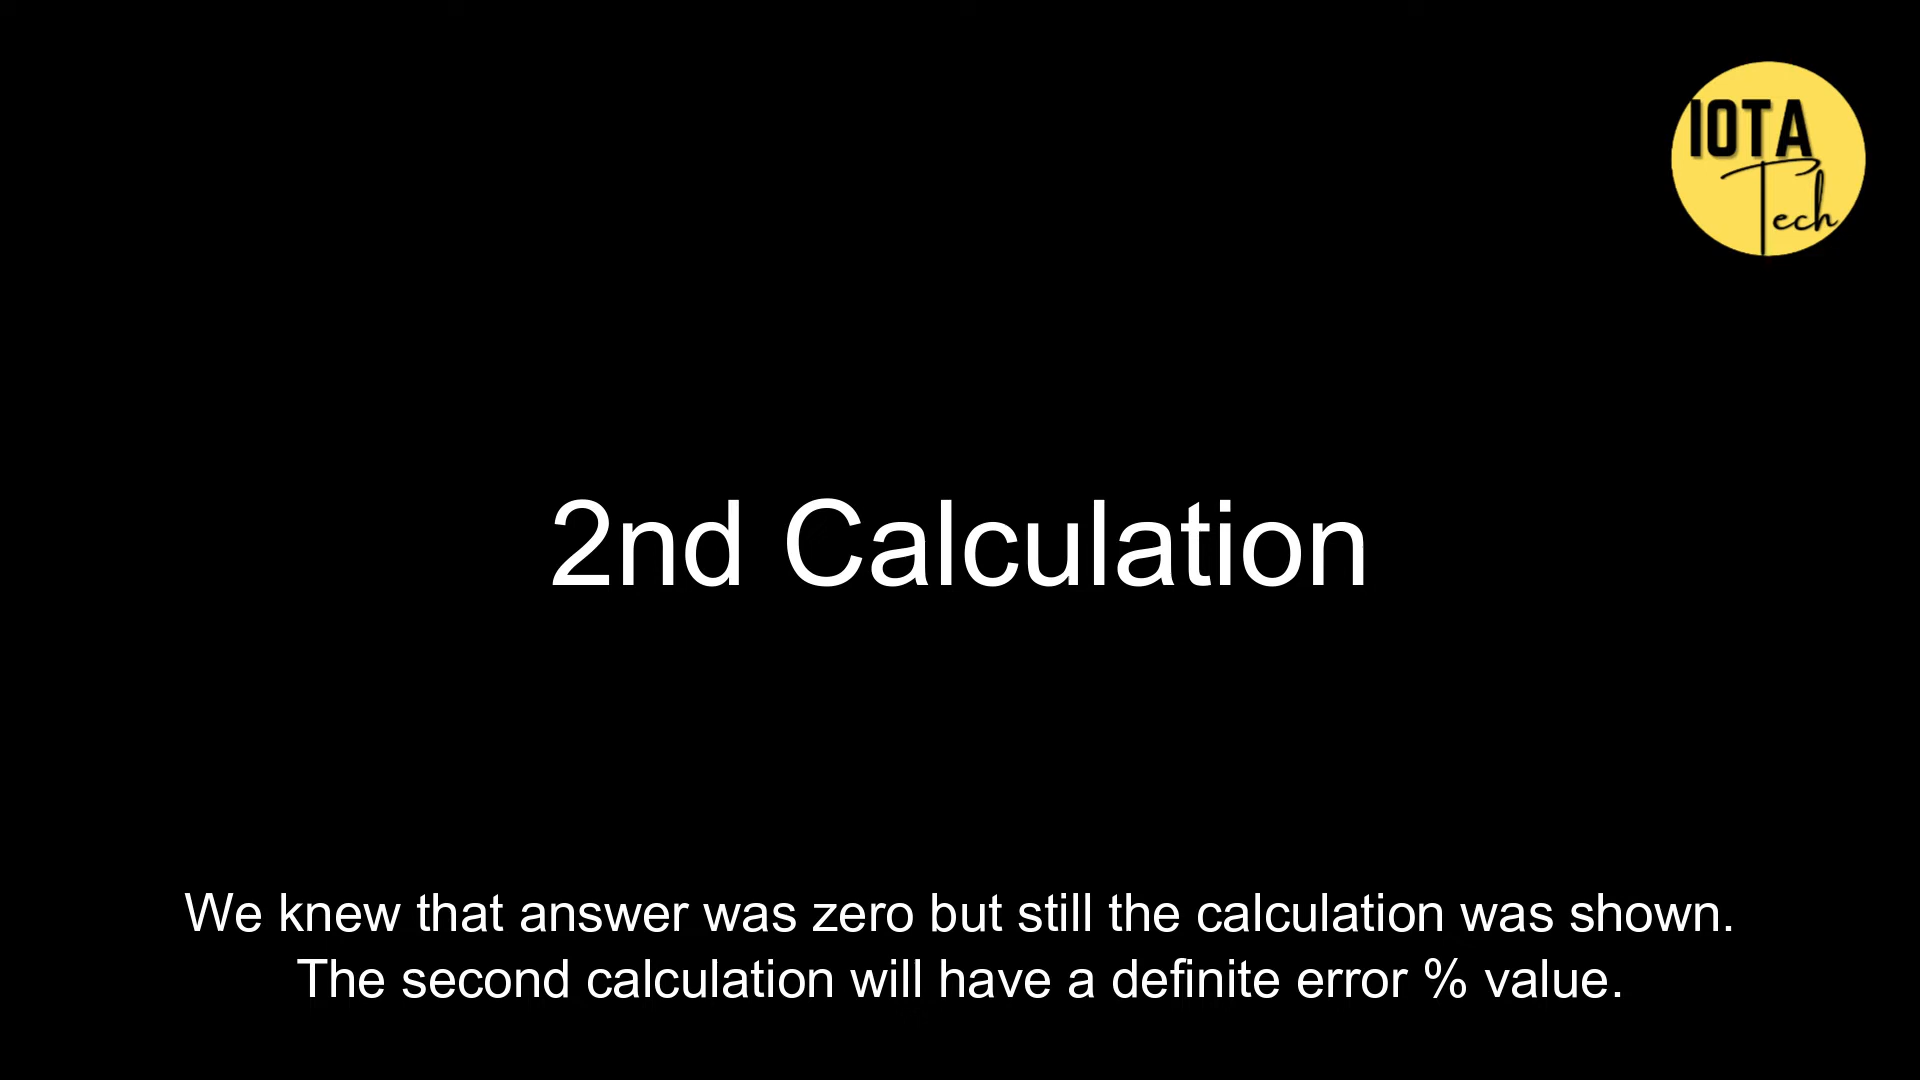 IOTA
Tech
2nd Calculation
We knew that answer was zero but still the calculation was shown.
The second calculation will have a definite error % value.